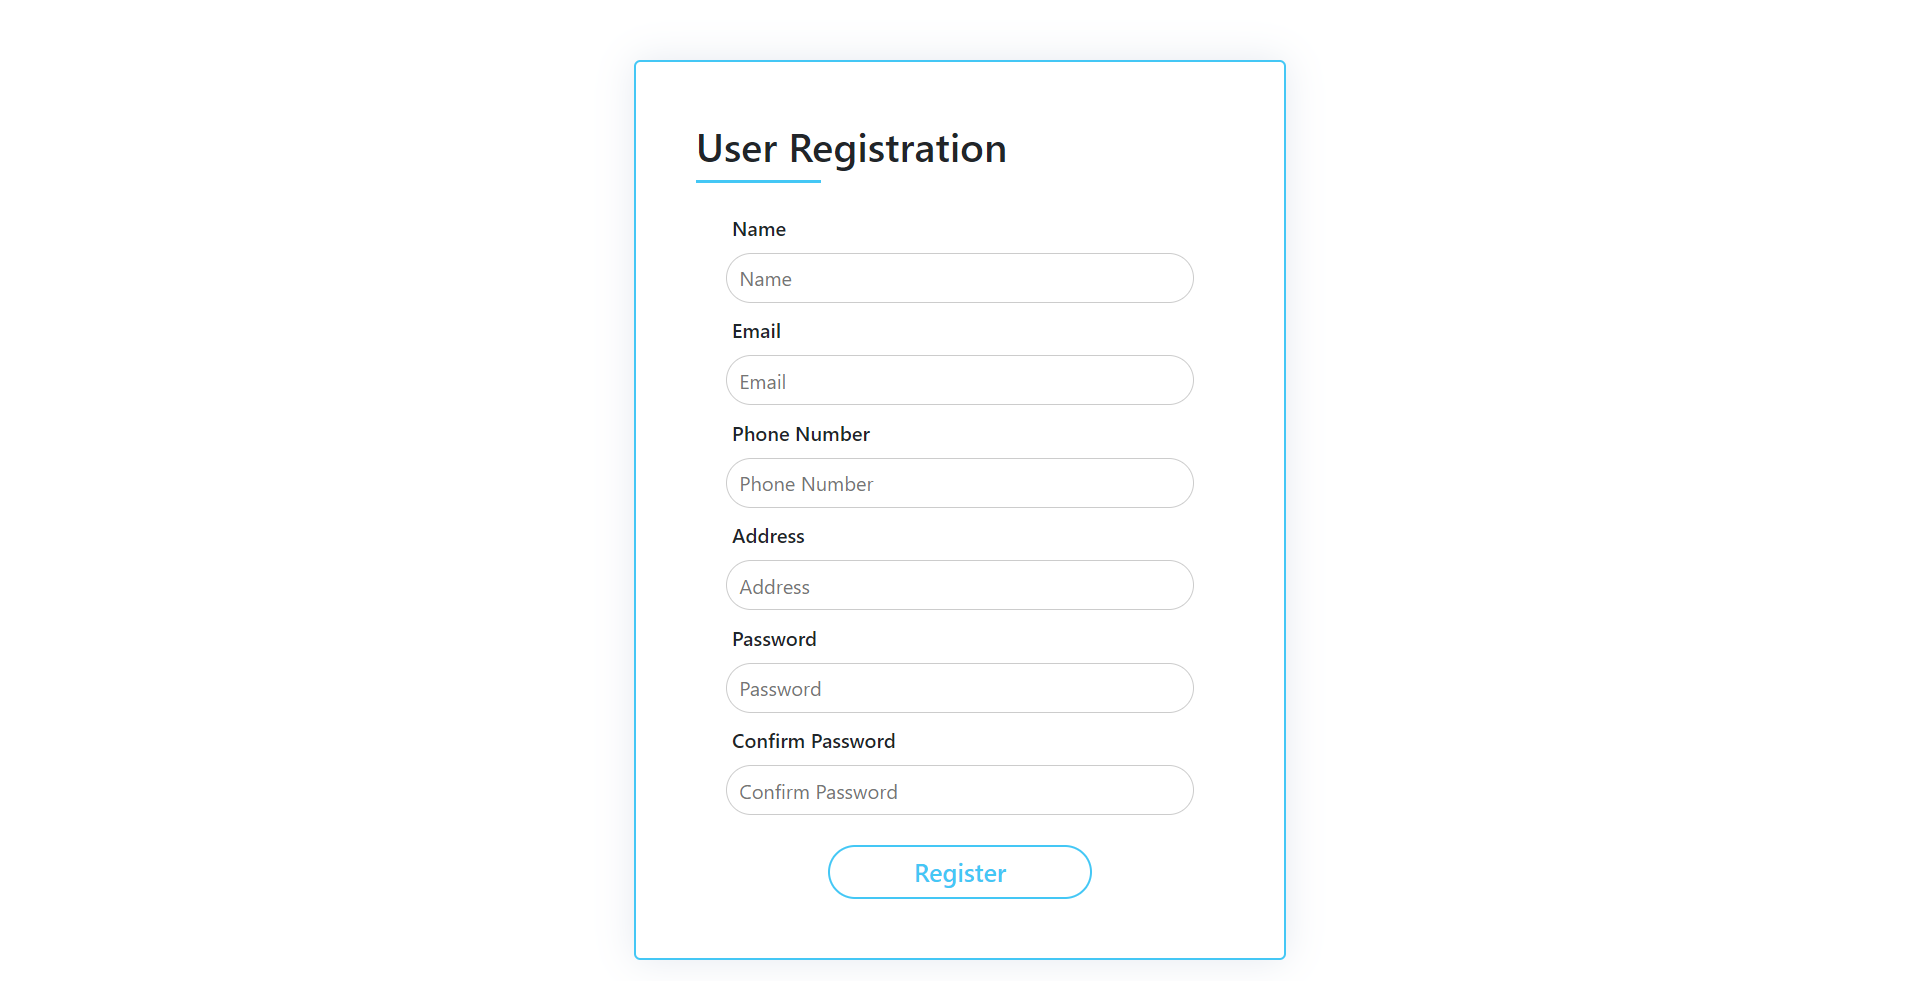 User Registration
Name
Name
Email
Email
Phone Number
Phone Number
Address
Address
Password
Password
Confirm Password
Confirm Password
Register